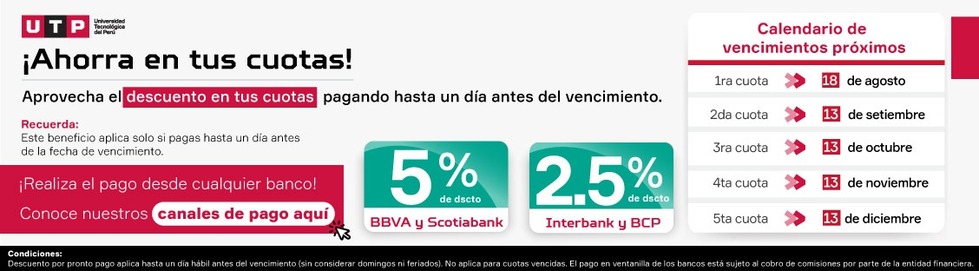 UTP Universidad
Tecnológica
del Perú
¡Ahorra en tus cuotas!
Aprovecha el descuento en tus cuotas pagando hasta un día antes del vencimiento.
Recuerda:
Este beneficio aplica solo si pagas hasta un día antes
de la fecha de vencimiento.
¡Realiza el pago desde cualquier banco!
Conoce nuestros canales de pago aquí
5%
de dscto
BBVA y Scotiabank
2.5%
de dscto
Interbank y BCP
Calendario de
vencimientos próximos
1ra cuota 18 de agosto
2da cuota 13 de setiembre
3ra cuota 13 de octubre
4ta cuota 13 de noviembre
5ta cuota 13 de diciembre
Condiciones:
Descuento por pronto pago aplica hasta un día hábil antes del vencimiento (sin considerar domingos ni feriados). No aplica para cuotas vencidas. El pago en ventanilla de los bancos está sujeto al cobro de comisiones por parte de la entidad financiera.